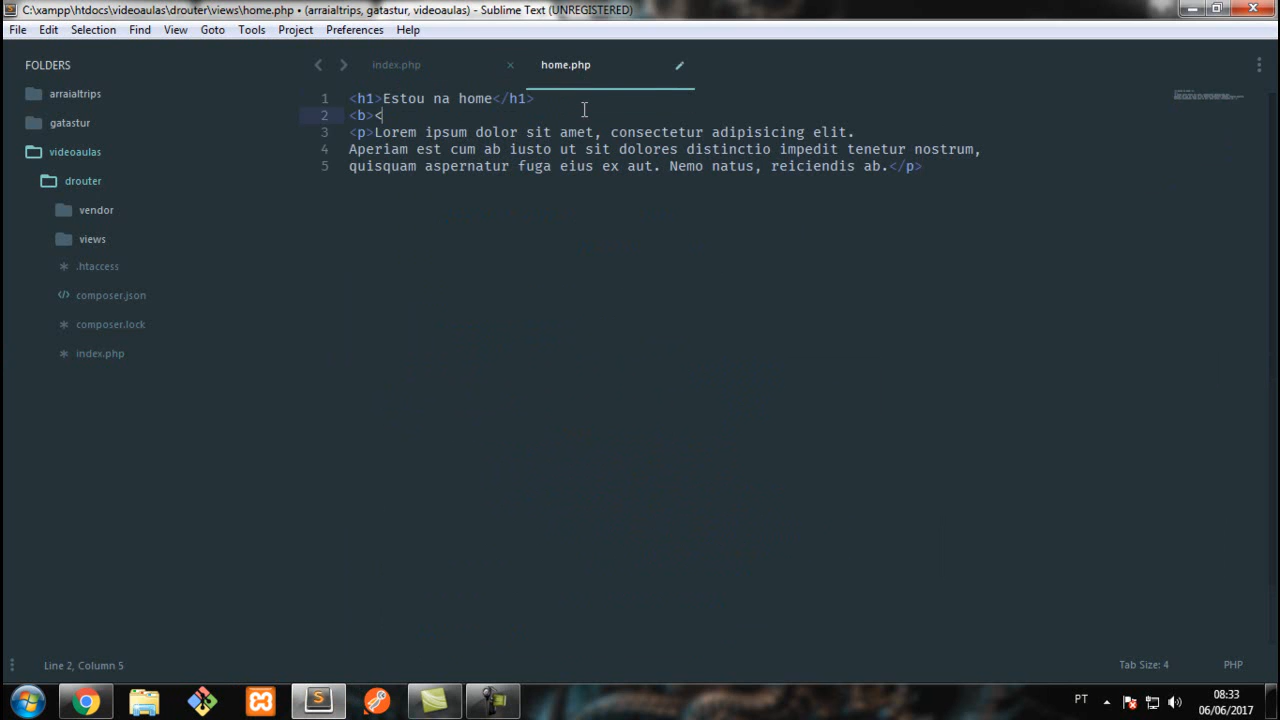 C:\xampp\htdocs\videoaulas\drouter\views\home.php • (arraialtrips, gatastur, videoaulas) - Sublime Text (UNREGISTERED)
File Edit Selection Find View Goto Tools Project Preferences Help
FOLDERS
arraialtrips
gatastur
videoaulas
drouter
vendor
views
.htaccess
composer.json
composer.lock
index.php
index.php home.php
1 <h1>Estou na home</h1>
2 <b><
3 <p>Lorem ipsum dolor sit amet, consectetur adipisicing elit.
4 Aperiam est cum ab iusto ut sit dolores distinctio impedit tenetur nostrum,
5 quisquam aspernatur fuga eius ex aut. Nemo natus, reiciendis ab.</p>
Line 2, Column 5 Tab Size: 4 PHP
PT
08:33
06/06/2017